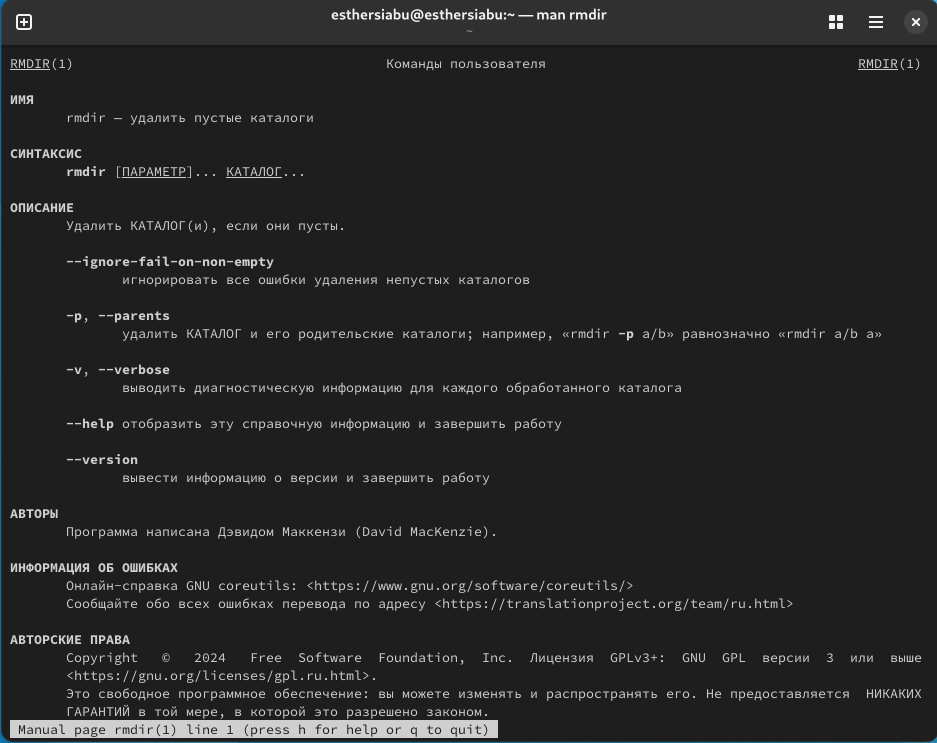 esthersiabu@esthersiabu:~ — man rmdir
~
RMDIR(1) Команды пользователя RMDIR(1)
ИМЯ
rmdir — удалить пустые каталоги
СИНТАКСИС
rmdir [ПАРАМЕТР]... КАТАЛОГ...
ОПИСАНИЕ
Удалить КАТАЛОГ(и), если они пусты.
--ignore-fail-on-non-empty
игнорировать все ошибки удаления непустых каталогов
-p, --parents
удалить КАТАЛОГ и его родительские каталоги; например, «rmdir -p a/b» равнозначно «rmdir a/b a»
-v, --verbose
выводить диагностическую информацию для каждого обработанного каталога
--help отобразить эту справочную информацию и завершить работу
--version
вывести информацию о версии и завершить работу
АВТОРЫ
Программа написана Дэвидом Маккензи (David MacKenzie).
ИНФОРМАЦИЯ ОБ ОШИБКАХ
Онлайн-справка GNU coreutils: <https://www.gnu.org/software/coreutils/>
Сообщайте обо всех ошибках перевода по адресу <https://translationproject.org/team/ru.html>
АВТОРСКИЕ ПРАВА
Copyright © 2024 Free Software Foundation, Inc. Лицензия GPLv3+: GNU GPL версии 3 или выше
<https://gnu.org/licenses/gpl.ru.html>.
Это свободное программное обеспечение: вы можете изменять и распространять его. Не предоставляется НИКАКИХ
ГАРАНТИЙ в той мере, в которой это разрешено законом.
Manual page rmdir(1) line 1 (press h for help or q to quit)